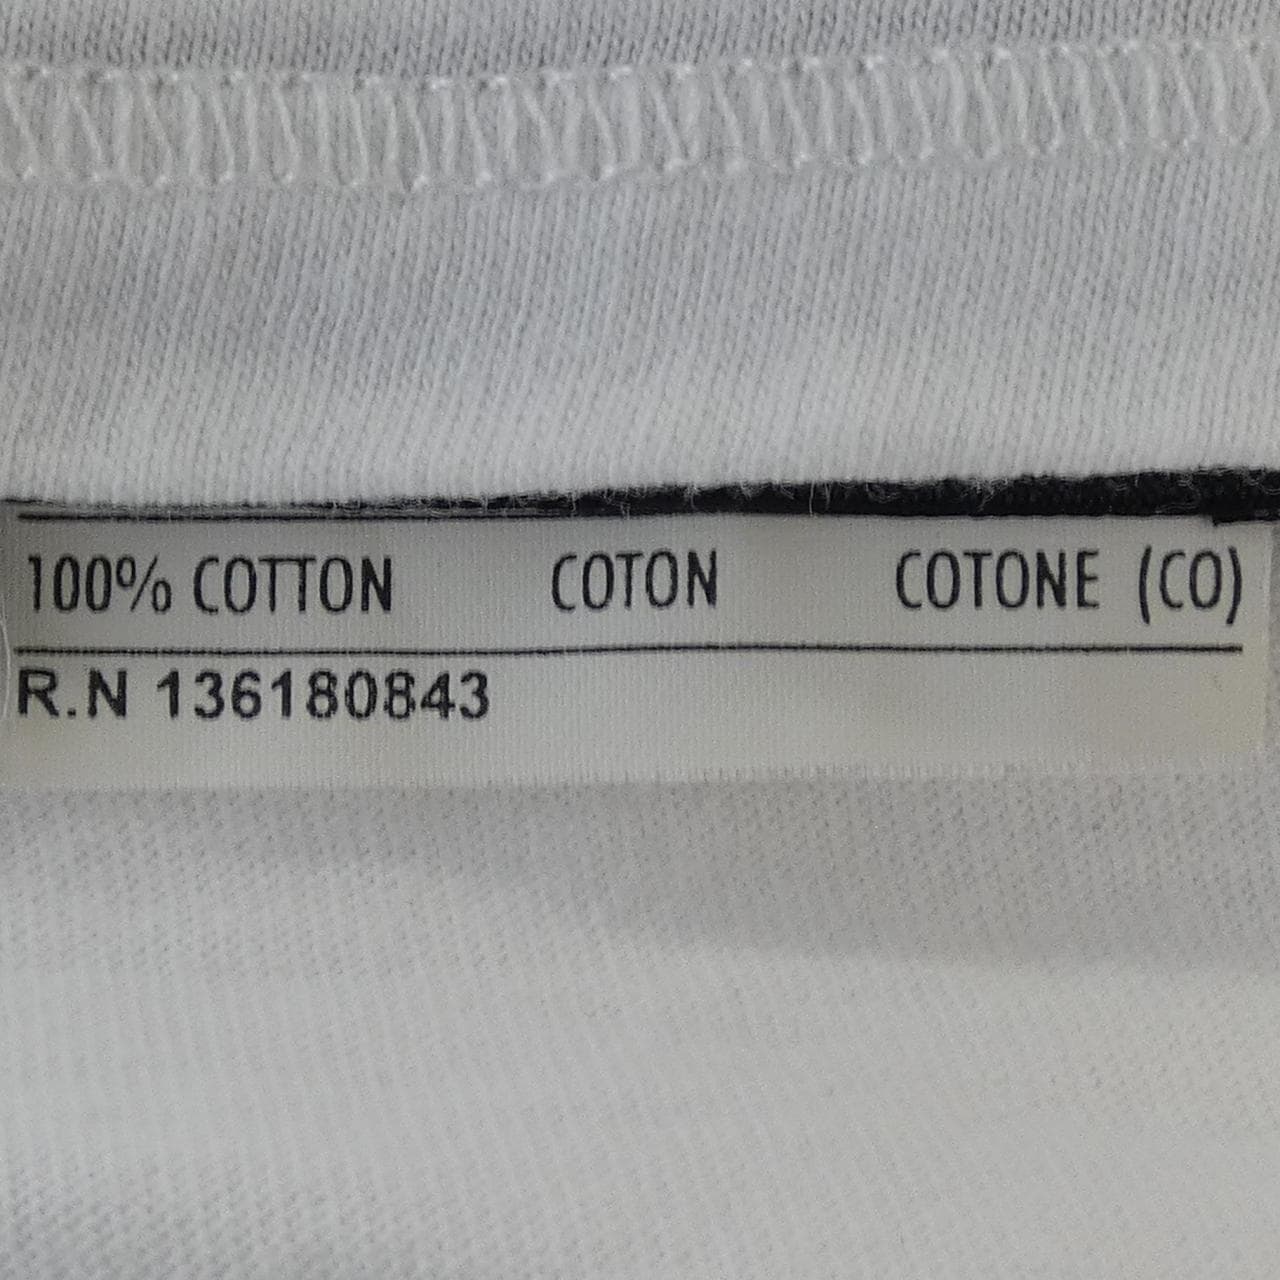 100% COTTON COTON COTONE (CO)
R.N 136180843